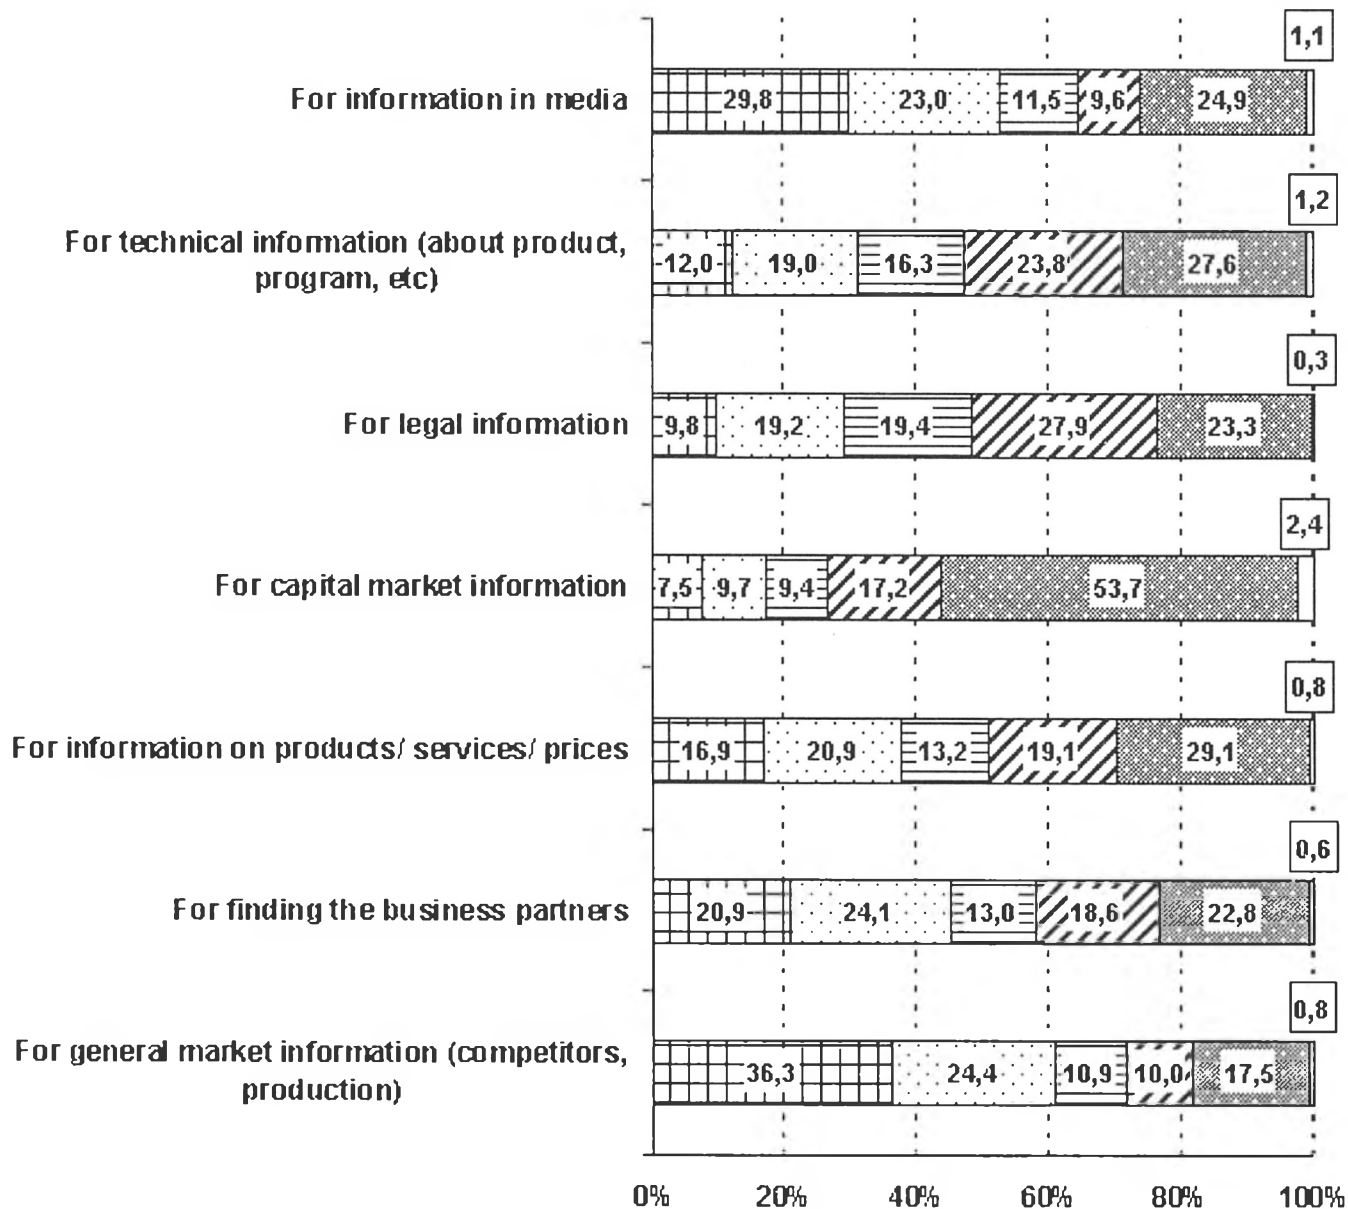 1,1
For information in media 29,8 23,0 11,5 9,6 24,9
1,2
For technical information (about product,
program, etc) 12,0 19,0 16,3 23,8 27,6
0,3
For legal information 9,8 19,2 19,4 27,9 23,3
2,4
For capital market information 7,5 9,7 9,4 17,2 53,7
0,8
For information on products/ services/ prices 16,9 20,9 13,2 19,1 29,1
0,6
For finding the business partners 20,9 24,1 13,0 18,6 22,8
0,8
For general market information (competitors,
production) 36,3 24,4 10,9 10,0 17,5
0% 20% 40% 60% 80% 100%